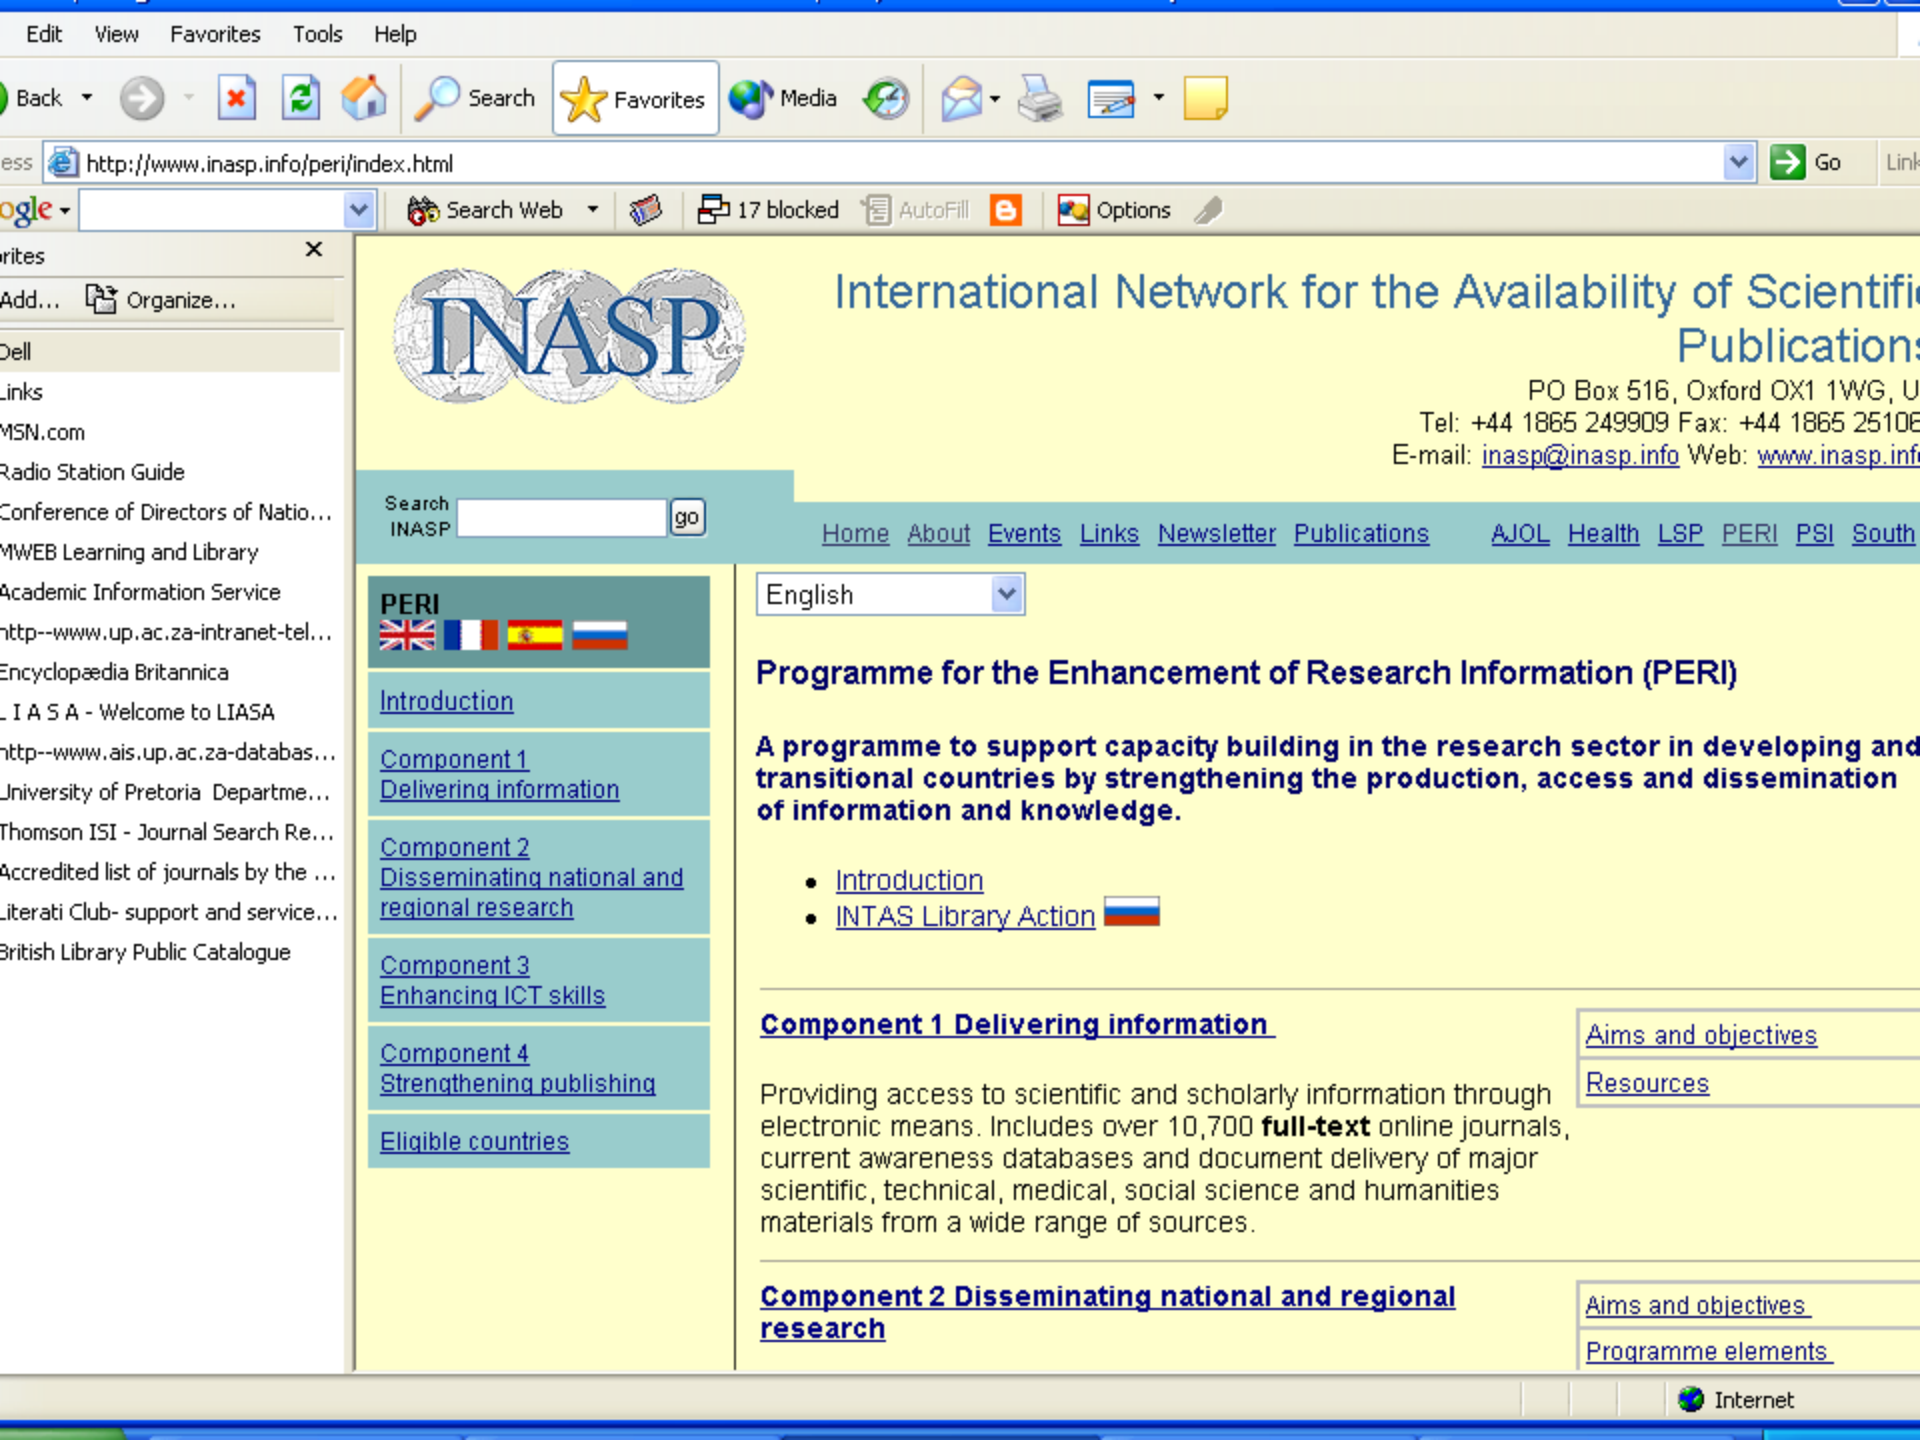 Edit View Favorites Tools Help
Back Search Favorites Media
http://www.inasp.info/peri/index.html Go
Search Web 17 blocked AutoFill Options
Add... Organize...
Dell
Links
MSN.com
Radio Station Guide
Conference of Directors of Natio...
MWEB Learning and Library
Academic Information Service
http--www.up.ac.za-intranet-tel...
Encyclopædia Britannica
L I A S A - Welcome to LIASA
http--www.ais.up.ac.za-databas...
University of Pretoria Departme...
Thomson ISI - Journal Search Re...
Accredited list of journals by the ...
Literati Club- support and service...
British Library Public Catalogue
INASP
International Network for the Availability of Scientific
Publications
PO Box 516, Oxford OX1 1WG, U
Tel: +44 1865 249909 Fax: +44 1865 25106
E-mail: inasp@inasp.info Web: www.inasp.info
Search
INASP
go
Home About Events Links Newsletter Publications AJOL Health LSP PERI PSI South
PERI
Introduction
Component 1
Delivering information
Component 2
Disseminating national and
regional research
Component 3
Enhancing ICT skills
Component 4
Strengthening publishing
Eligible countries
English
Programme for the Enhancement of Research Information (PERI)
A programme to support capacity building in the research sector in developing and
transitional countries by strengthening the production, access and dissemination
of information and knowledge.
Introduction
INTAS Library Action
Component 1 Delivering information
Aims and objectives
Resources
Providing access to scientific and scholarly information through
electronic means. Includes over 10,700 full-text online journals,
current awareness databases and document delivery of major
scientific, technical, medical, social science and humanities
materials from a wide range of sources.
Component 2 Disseminating national and regional
research
Aims and objectives
Programme elements
Internet